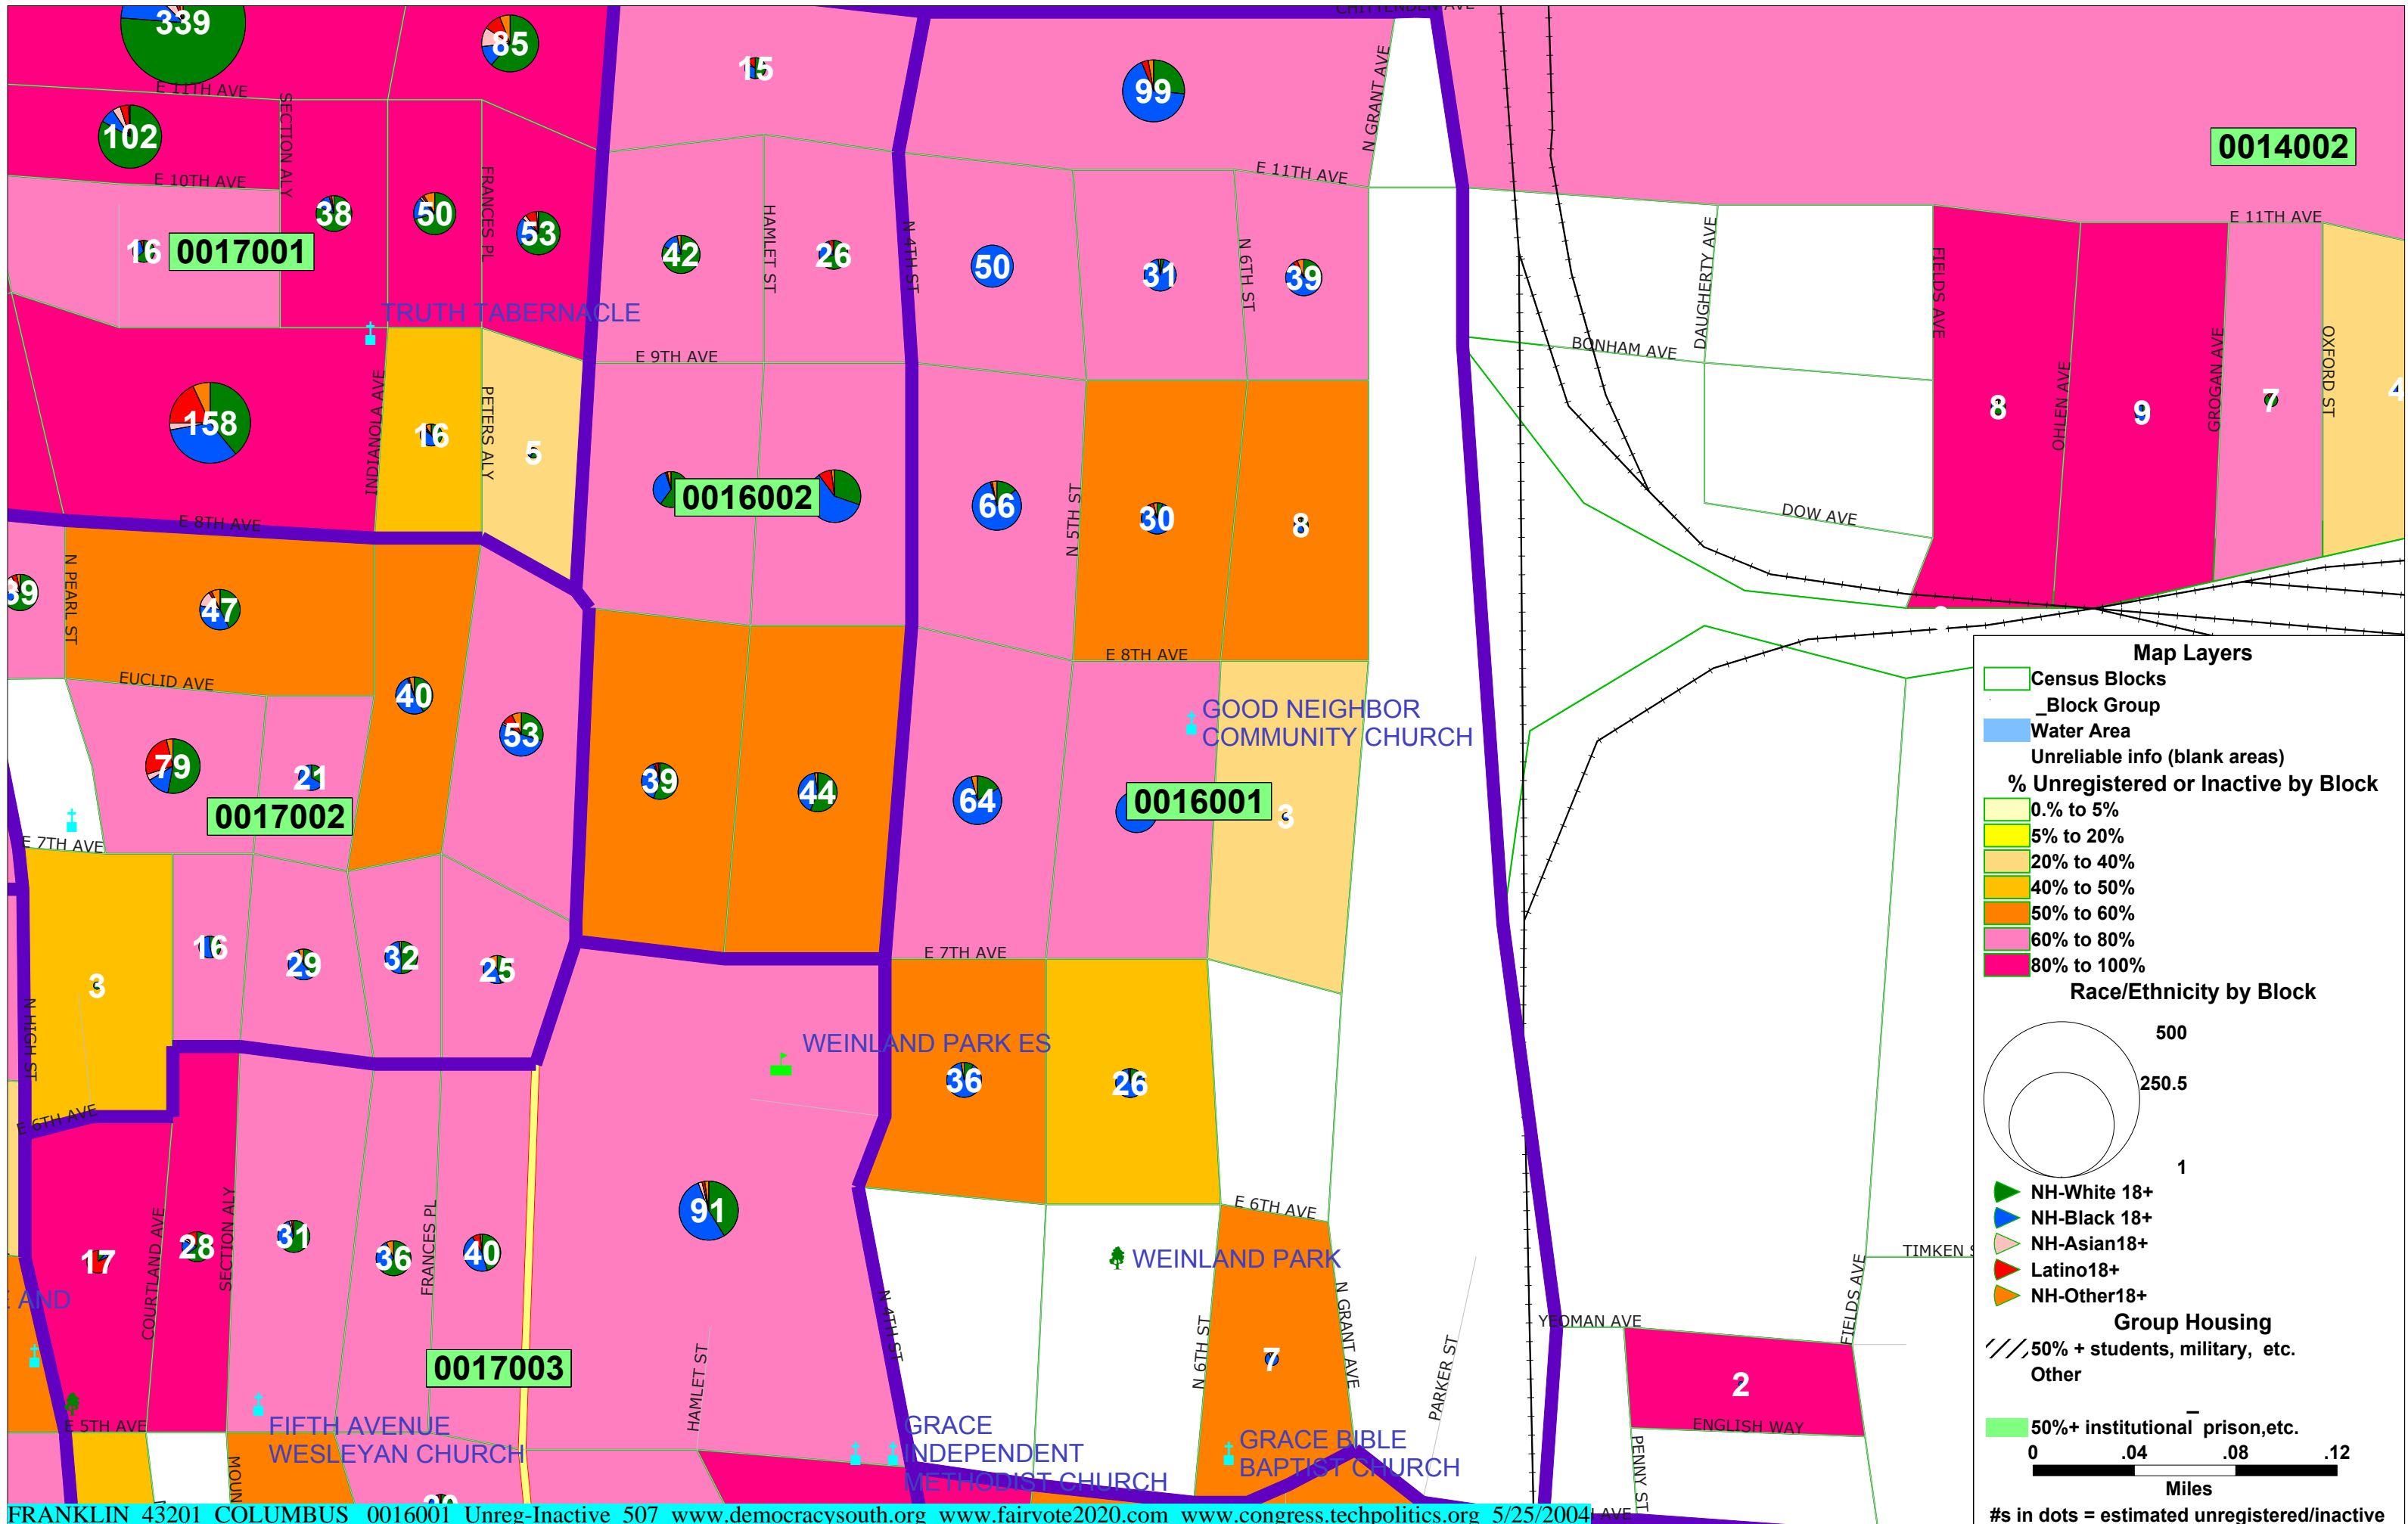 CHITTENDEN AVE
339
85
15
99
N GRANT AVE
E 11TH AVE
102
SECTION ALY
0014002
E 10TH AVE
FRANCES PL
E 11TH AVE
38
50
53
HAMLET ST
N 4TH ST
N 6TH ST
E 11TH AVE
16
0017001
42
26
50
31
39
DAUGHERTY AVE
FIELDS AVE
TRUTH TABERNACLE
E 9TH AVE
BONHAM AVE
OHLEN AVE
GROGAN AVE
OXFORD ST
158
INDIANOLA AVE
16
PETERS ALY
5
8
9
7
4
0016002
66
N 5TH ST
30
8
DOW AVE
E 8TH AVE
N PEARL ST
39
47
E 8TH AVE
EUCLID AVE
40
53
GOOD NEIGHBOR
COMMUNITY CHURCH
79
21
39
44
64
0016001
3
0017002
E 7TH AVE
E 7TH AVE
16
29
32
25
3
N HIGH ST
WEINLAND PARK ES
36
26
E 6TH AVE
E 6TH AVE
91
WEINLAND PARK
TIMKEN
17
28
31
36
40
COURTLAND AVE
SECTION ALY
FRANCES PL
HAMLET ST
N 4TH ST
N 6TH ST
N GRANT AVE
PARKER ST
YEOMAN AVE
FIELDS AVE
E AND
0017003
7
2
ENGLISH WAY
PENNY ST
E 5TH AVE
MOUN
FIFTH AVENUE
WESLEYAN CHURCH
GRACE
INDEPENDENT
METHODIST CHURCH
GRACE BIBLE
BAPTIST CHURCH
AVE
Map Layers
Census Blocks
_Block Group
Water Area
Unreliable info (blank areas)
% Unregistered or Inactive by Block
0.% to 5%
5% to 20%
20% to 40%
40% to 50%
50% to 60%
60% to 80%
80% to 100%
Race/Ethnicity by Block
500
250.5
1
NH-White 18+
NH-Black 18+
NH-Asian18+
Latino18+
NH-Other18+
Group Housing
50% + students, military, etc.
Other
50%+ institutional prison,etc.
0 .04 .08 .12
Miles
#s in dots = estimated unregistered/inactive
FRANKLIN 43201 COLUMBUS 0016001 Unreg-Inactive 507 www.democracysouth.org www.fairvote2020.com www.congress.techpolitics.org 5/25/2004